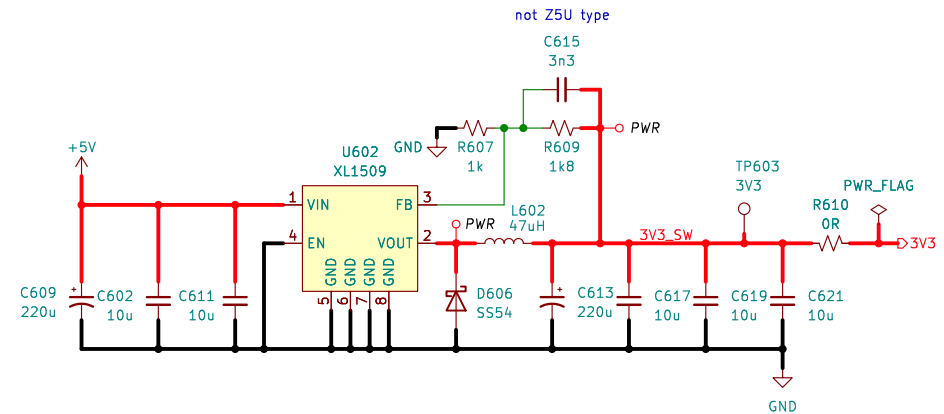 not Z5U type
C615
3n3
PWR
GND
R607
1k
R609
1k8
+5V
U602
XL1509
TP603
3V3
PWR_FLAG
1
VIN
FB
3
PWR
L602
47uH
R610
0R
4
EN
VOUT
2
3V3_SW
3V3
GND
GND
GND
GND
5
6
7
8
C609
220u
C602
10u
C611
10u
D606
SS54
C613
220u
C617
10u
C619
10u
C621
10u
GND